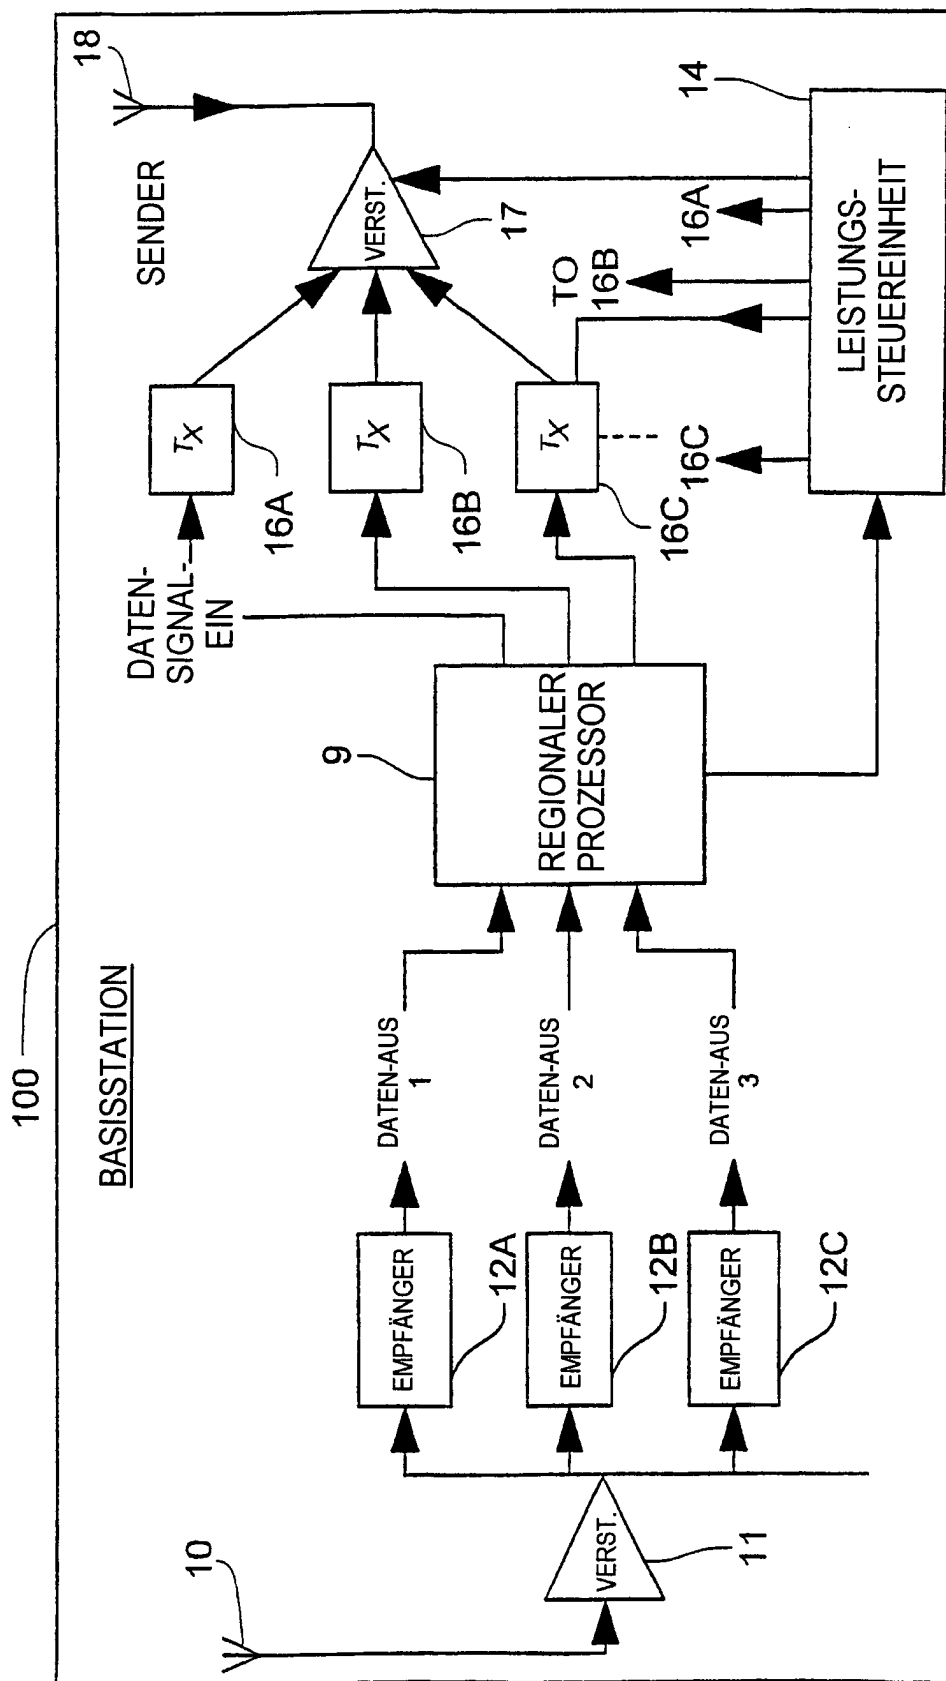 100
BASISSTATION
10
VERST.
11
EMPFÄNGER
12A
EMPFÄNGER
12B
EMPFÄNGER
12C
DATEN-AUS
1
DATEN-AUS
2
DATEN-AUS
3
9
REGIONALER
PROZESSOR
DATEN-
SIGNAL-
EIN
TX
16A
TX
16B
TX
16C
SENDER
VERST.
17
18
16C
TO
16B
16A
14
LEISTUNGS-
STEUEREINHEIT